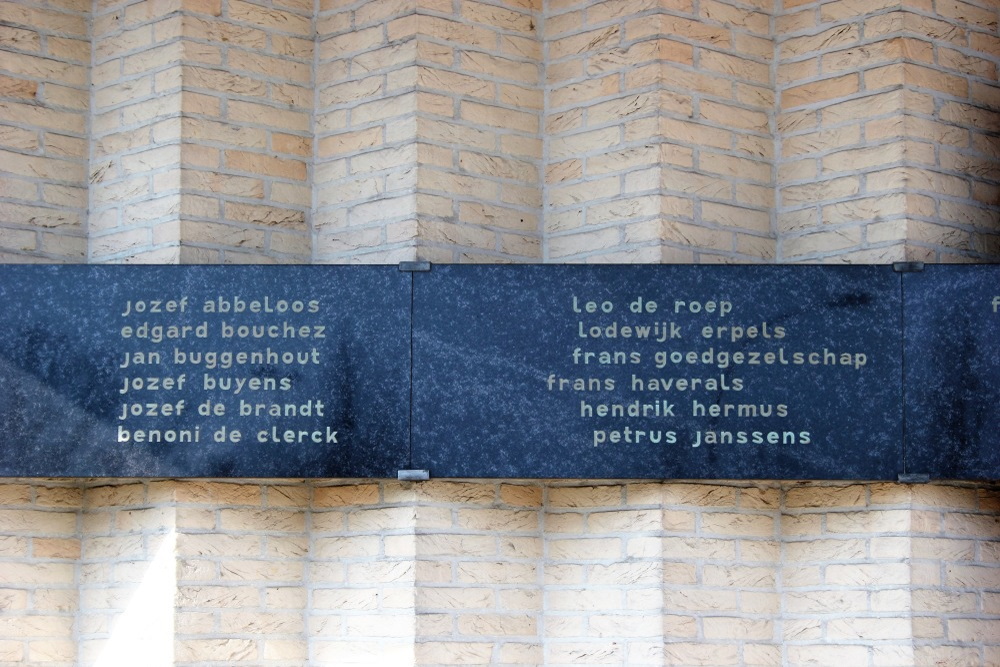 jozef abbeloos
edgard bouchez
jan buggenhout
jozef buyens
jozef de brandt
benoni de clerck
leo de roep
lodewijk erpels
frans goedgezelschap
frans haverals
hendrik hermus
petrus janssens